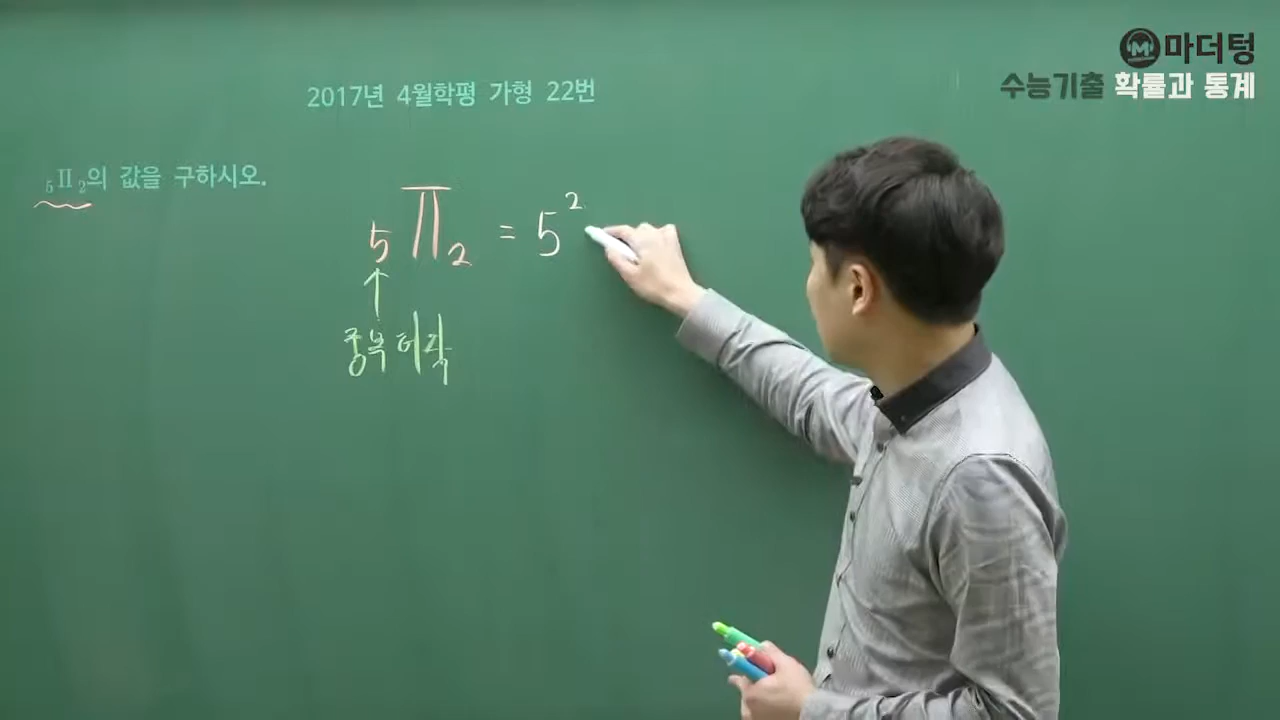 마더텅
수능기출 확률과 통계
2017년 4월학평 가형 22번
₅Π₂의 값을 구하시오.
₅Π₂ = 5²
↑
중복허락